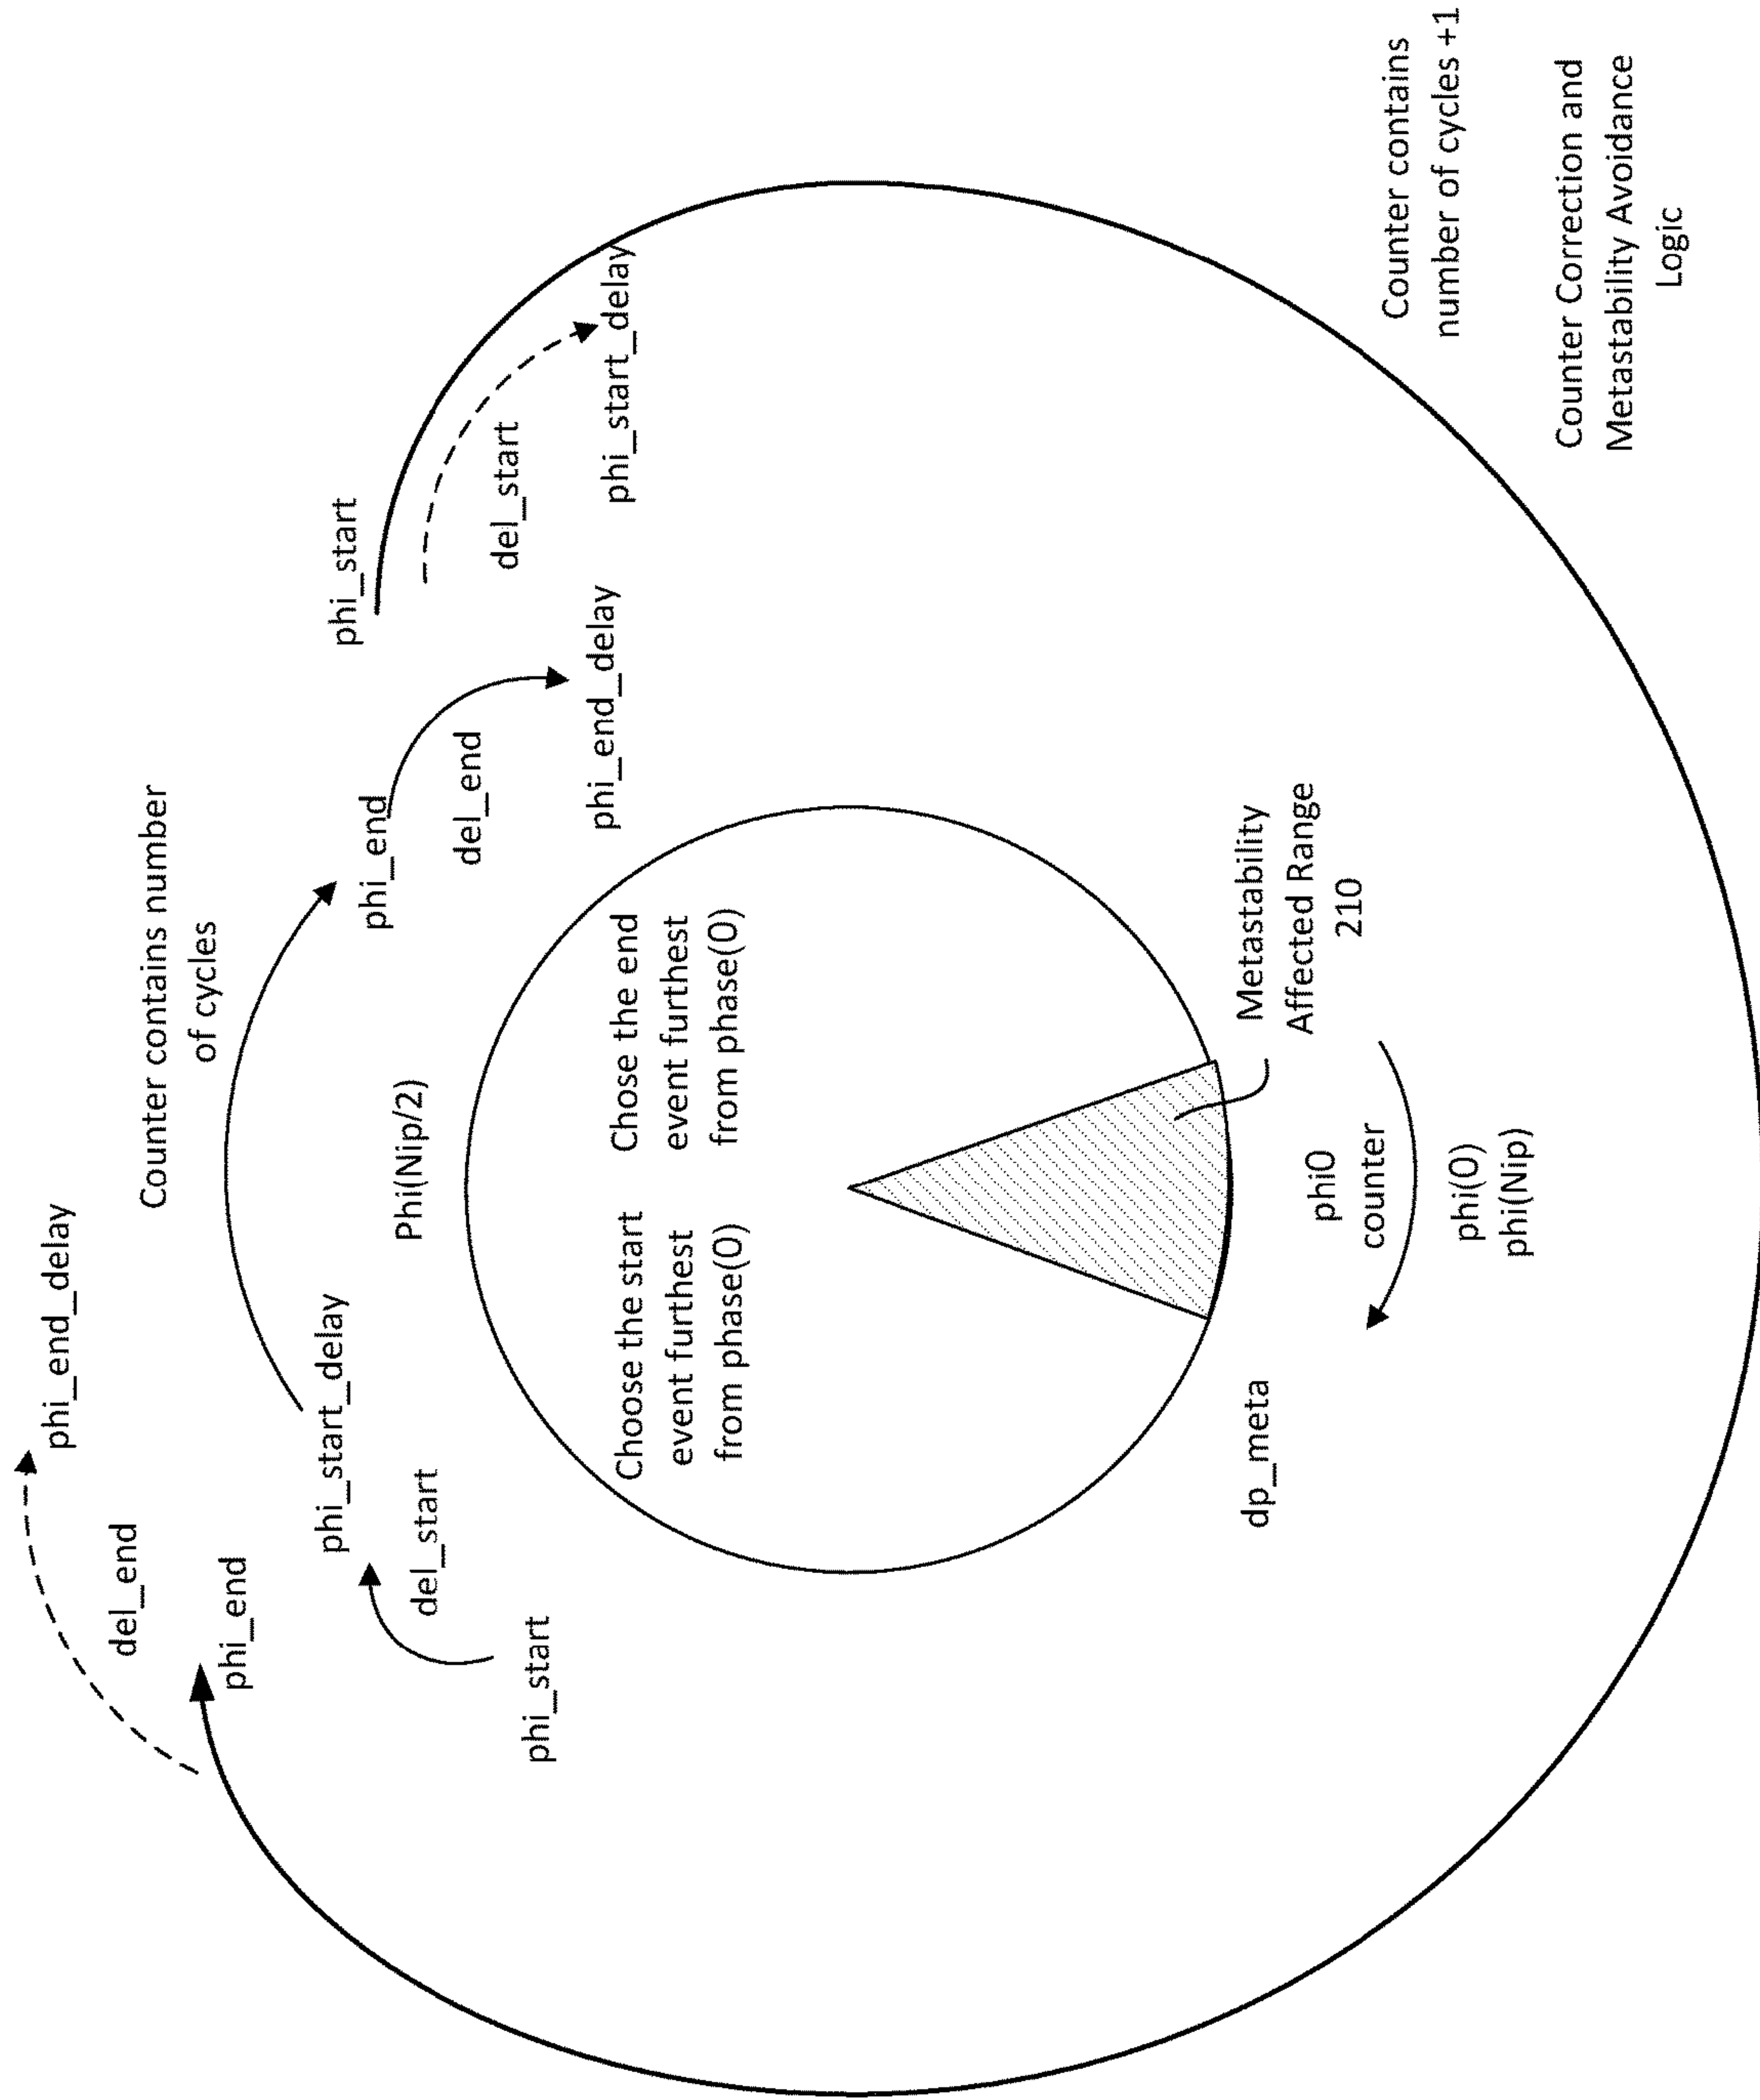 phi_end_delay
del_end
Counter contains number
of cycles
phi_end
phi_start_delay
phi_start
phi_end
Phi(Nip/2)
del_start
del_end
del_start
phi_start
phi_end_delay
phi_start_delay
Choose the start
event furthest
from phase(0)
Chose the end
event furthest
from phase(0)
dp_meta
Metastability
Affected Range
210
phi0
counter
phi(0)
phi(Nip)
Counter contains
number of cycles +1
Counter Correction and
Metastability Avoidance
Logic